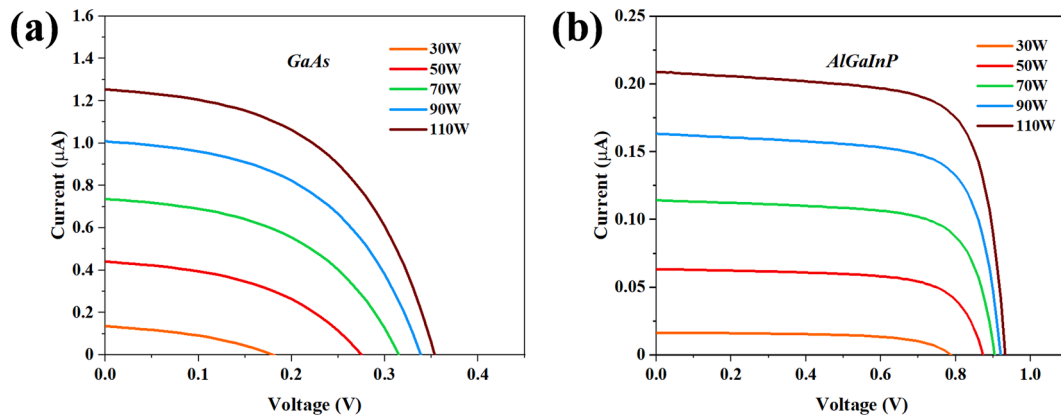 (a)
GaAs
30W
50W
70W
90W
110W
1.6
1.4
1.2
1.0
0.8
0.6
0.4
0.2
0
Current (μA)
0.0 0.1 0.2 0.3 0.4
Voltage (V)
(b)
AlGaInP
30W
50W
70W
90W
110W
0.25
0.20
0.15
0.10
0.05
0
Current (μA)
0.0 0.2 0.4 0.6 0.8 1.0
Voltage (V)